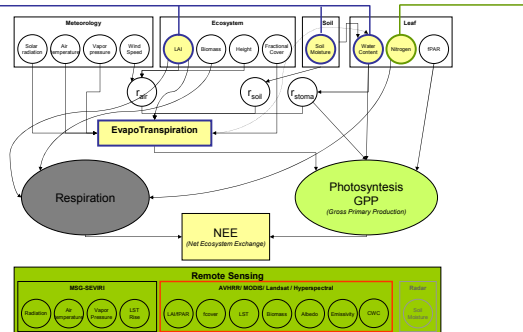 Meteorology
Ecosystem
Soil
Leaf
Solar radiation
Air temperature
Vapor pressure
Wind Speed
LAI
Biomass
Height
Fractional Cover
Soil Moisture
Water Content
Nitrogen
fPAR
r air
r soil
r stoma
EvapoTranspiration
Respiration
Photosyntesis
GPP
(Gross Primary Production)
NEE
(Net Ecosystem Exchange)
Remote Sensing
MSG-SEVIRI
AVHRR/ MODIS/ Landsat / Hyperspectral
Radar
Radiation
Air temperature
Vapor Pressure
LST Rise
LAI/fPAR
fcover
LST
Biomass
Albedo
Emissivity
CWC
Soil Moisture